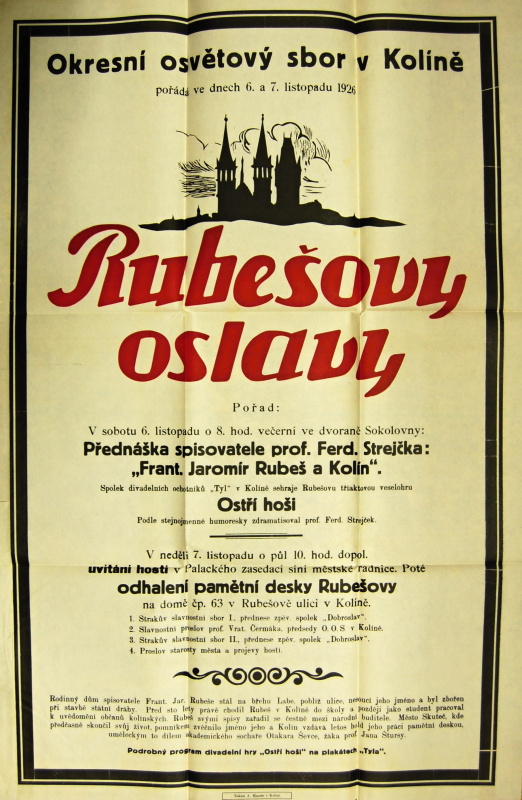 Okresní osvětový sbor v Kolíně
pořádá ve dnech 6. a 7. listopadu 1926
Rubešovy
oslavy
Pořad:
V sobotu 6. listopadu o 8. hod. večerní ve dvoraně Sokolovny:
Přednáška spisovatele prof. Ferd. Strejčka:
„Frant. Jaromír Rubeš a Kolín".
Spolek divadelních ochotníků „Tyl" v Kolíně sehraje Rubešovu tříaktovou veselohru
Ostří hoši
Podle stejnojmenné humoresky zdramatisoval prof. Ferd. Strejček.
V neděli 7. listopadu o půl 10. hod. dopol.
uvítání hostí v Palackého zasedací síni městské radnice. Poté
odhalení pamětní desky Rubešovy
na domě čp. 63 v Rubešově ulici v Kolíně.
1. Strakův slavnostní sbor I., přednese zpěv. spolek „Dobroslav".
2. Slavnostní proslov prof. Vrat. Čermáka, předsedy O. O. S. v Kolíně.
3. Strakův slavnostní sbor II., přednese zpěv. spolek „Dobroslav".
4. Proslov starosty města a projevy hostí.
Rodinný dům spisovatele Frant. Jar. Rubeše stál na břehu Labe, poblíž ulice, nesoucí jeho jméno a byl zbořen
při stavbě státní dráhy. Před sto lety právě chodil Rubeš v Kolíně do školy a později jako student pracoval
k uvědomění občanů kolínských. Rubeš svými spisy zařadil se čestně mezi národní buditele. Město Skuteč, kde
předčasně skončil svůj život, pomníkem zvěčnilo jméno jeho a Kolín vzdává letos hold jeho práci pamětní deskou,
uměleckým to dílem akademického sochaře Otakara Švece, žáka prof. Jana Štursy.
Podrobný program divadelní hry „Ostří hoši" na plakátech „Tyla".